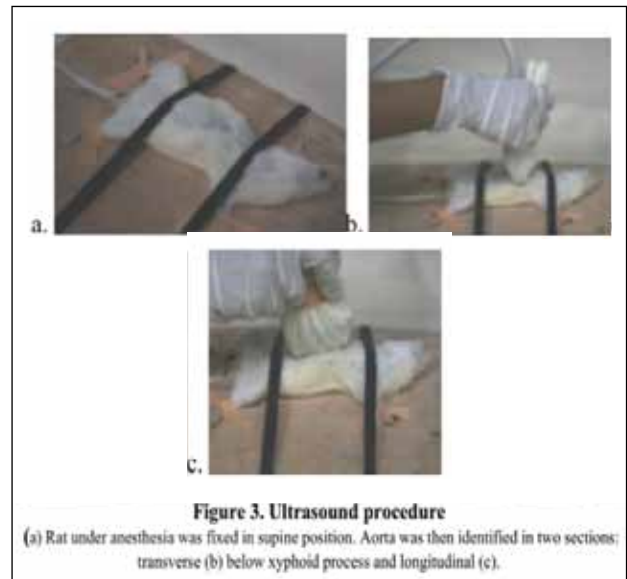 a.
b.
c.
Figure 3. Ultrasound procedure
(a) Rat under anesthesia was fixed in supine position. Aorta was then identified in two sections:
transverse (b) below xyphoid process and longitudinal (c).